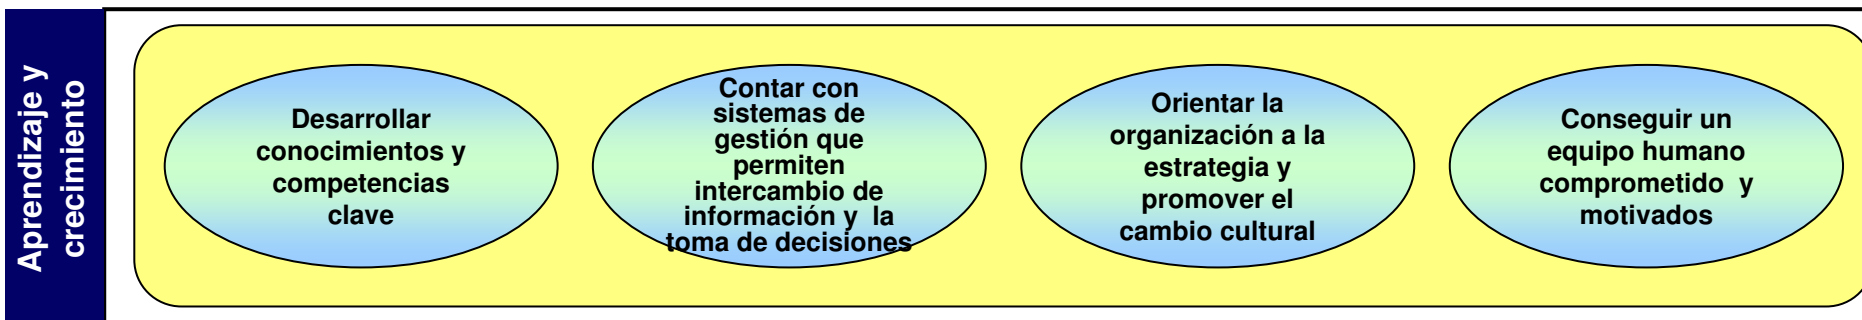 Aprendizaje y
crecimiento
Desarrollar
conocimientos y
competencias
clave
Contar con
sistemas de
gestión que
permiten
intercambio de
información y  la
toma de decisiones
Orientar la
organización a la
estrategia y
promover el
cambio cultural
Conseguir un
equipo humano
comprometido  y
motivados